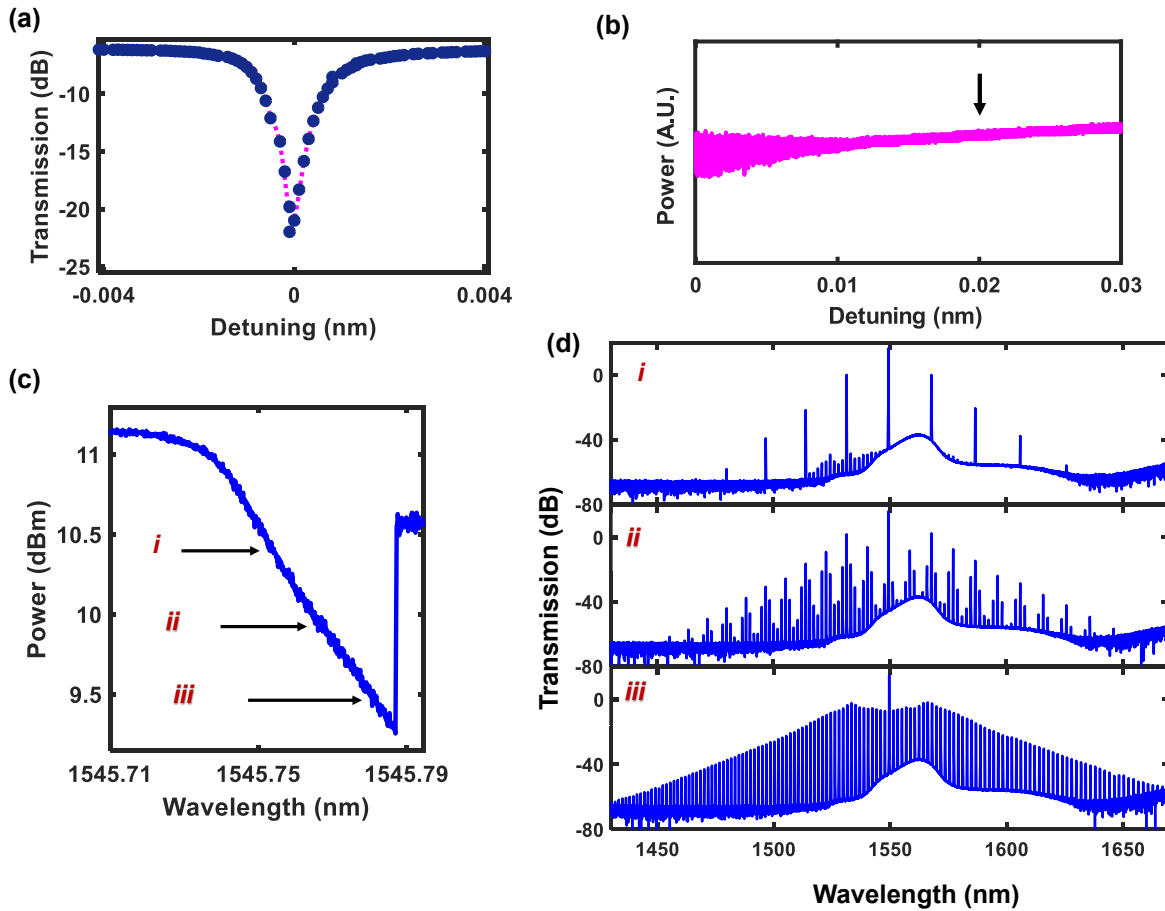 (a)
Transmission (dB)
-10
-15
-20
-25
-0.004
0
0.004
Detuning (nm)
(b)
Power (A.U.)
0
0.01
0.02
0.03
Detuning (nm)
(c)
Power (dBm)
11
10.5
10
9.5
i
ii
iii
1545.71
1545.75
1545.79
Wavelength (nm)
(d)
Transmission (dB)
i
0
-40
-80
ii
0
-40
-80
iii
0
-40
-80
1450
1500
1550
1600
1650
Wavelength (nm)